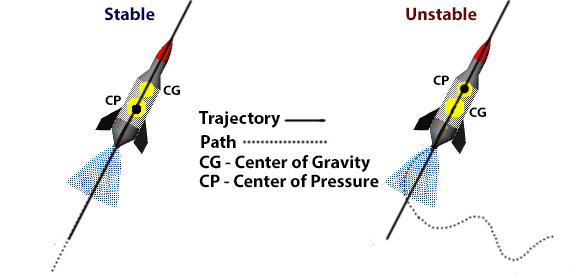 Stable
Unstable
CP
CG
CP
CG
Trajectory
Path
CG - Center of Gravity
CP - Center of Pressure